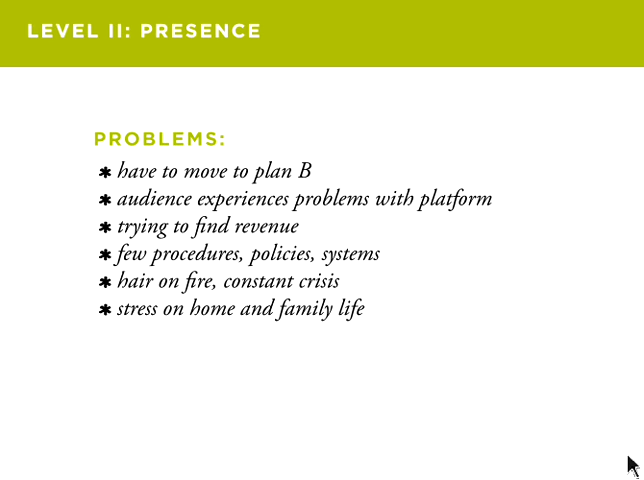 LEVEL II: PRESENCE
PROBLEMS:
* have to move to plan B
* audience experiences problems with platform
* trying to find revenue
* few procedures, policies, systems
* hair on fire, constant crisis
* stress on home and family life